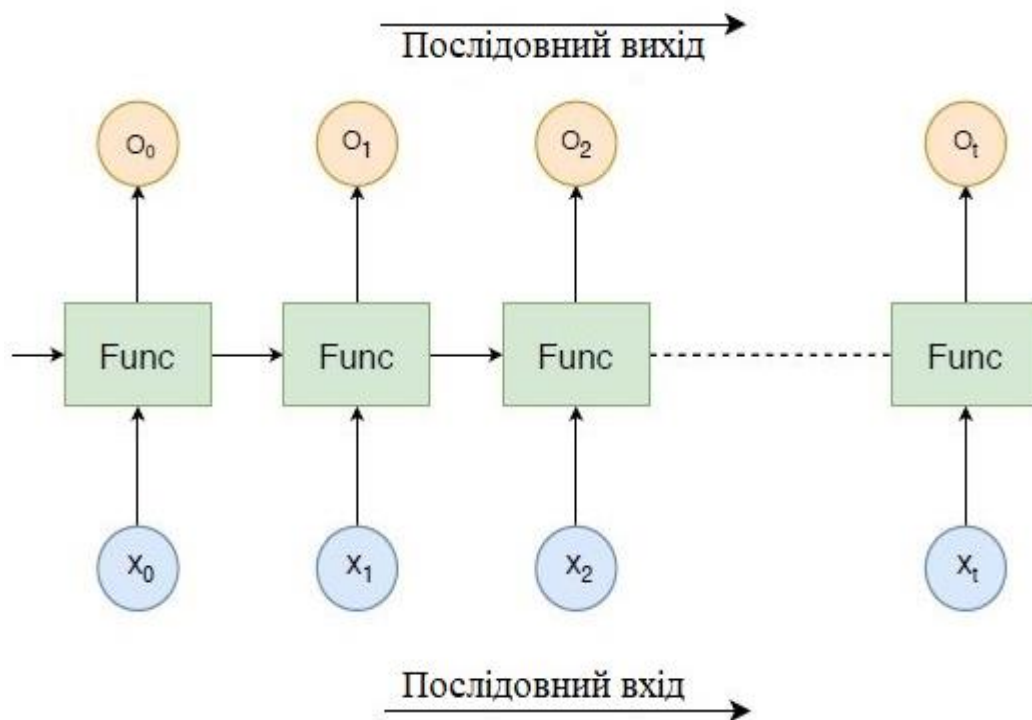 Послідовний вихід
O₀ O₁ O₂ Oₜ
Func Func Func Func
X₀ X₁ X₂ Xₜ
Послідовний вхід